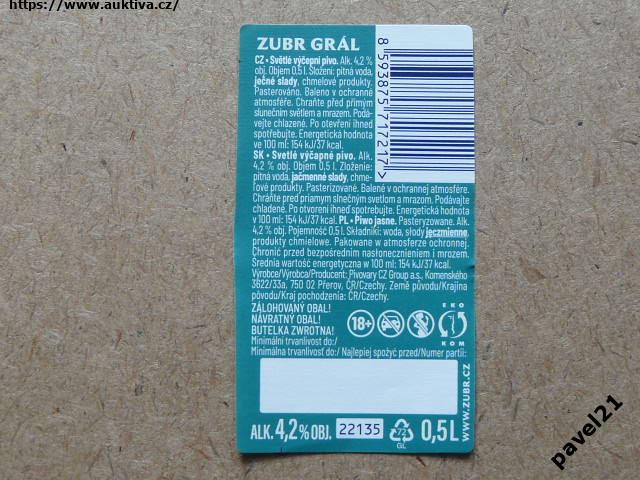 https://www.auktiva.cz/
ZUBR GRÁL
CZ • Světlé výčepní pivo. Alk. 4,2 %
obj. Objem 0,5 l. Složení: pitná voda,
ječné slady, chmelové produkty.
Pasterováno. Baleno v ochranné
atmosféře. Chraňte před přímým
slunečním světlem a mrazem. Podá-
vejte chlazené. Po otevření ihned
spotřebujte. Energetická hodnota
ve 100 ml: 154 kJ/37 kcal.
SK • Svetlé výčapné pivo. Alk.
4,2 % obj. Objem 0,5 l. Zloženie:
pitná voda, jačmenné slady, chme-
ľové produkty. Pasterizované. Balené v ochrannej atmosfére.
Chráňte pred priamym slnečným svetlom a mrazom. Podávajte
chladené. Po otvorení ihneď spotrebujte. Energetická hodnota
v 100 ml: 154 kJ/37 kcal. PL • Piwo jasne. Pasteryzowane. Alk.
4,2 % obj. Pojemność 0,5 l. Składniki: woda, słody jęczmienne,
produkty chmielowe. Pakowane w atmosferze ochronnej.
Chronić przed bezpośrednim nasłonecznieniem i mrozem.
Średnia wartość energetyczna w 100 ml: 154 kJ/37 kcal.
Výrobce/Výrobca/Producent: Pivovary CZ Group a.s., Komenského
3622/33a, 750 02 Přerov, ČR/Czechy. Země původu/Krajina
pôvodu/Kraj pochodzenia: ČR/Czechy.
ZÁLOHOVANÝ OBAL!
NÁVRATNÝ OBAL!
BUTELKA ZWROTNA!
Minimální trvanlivost do:/
Minimálna trvanlivosť do:/ Najlepiej spożyć przed/Numer partii:
18+
EKO
KOM
8 593875 717217 >
ALK. 4,2% OBJ.
22135
72
GL
0,5L
WWW.ZUBR.CZ
pavel21